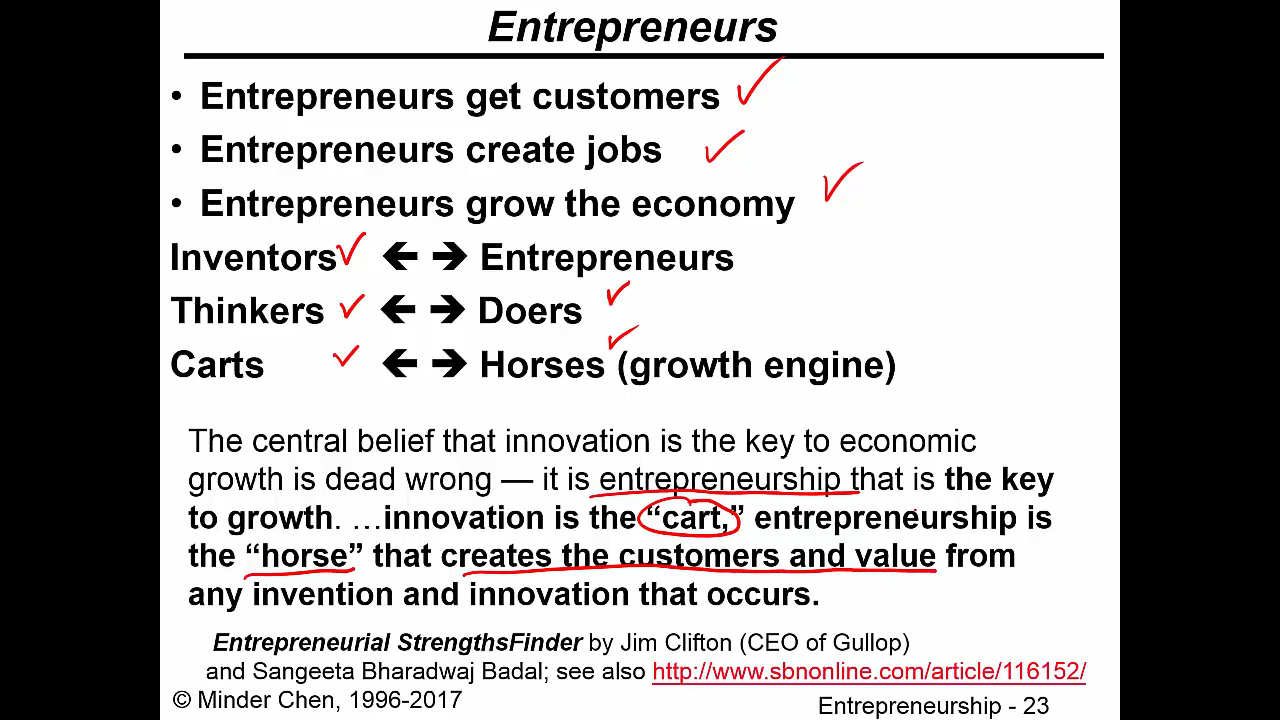 Entrepreneurs
• Entrepreneurs get customers
• Entrepreneurs create jobs
• Entrepreneurs grow the economy
Inventors 🡸 🡺 Entrepreneurs
Thinkers 🡸 🡺 Doers
Carts 🡸 🡺 Horses (growth engine)
The central belief that innovation is the key to economic
growth is dead wrong — it is entrepreneurship that is the key
to growth. …innovation is the “cart,” entrepreneurship is
the “horse” that creates the customers and value from
any invention and innovation that occurs.
Entrepreneurial StrengthsFinder by Jim Clifton (CEO of Gullop)
and Sangeeta Bharadwaj Badal; see also http://www.sbnonline.com/article/116152/
© Minder Chen, 1996-2017
Entrepreneurship - 23